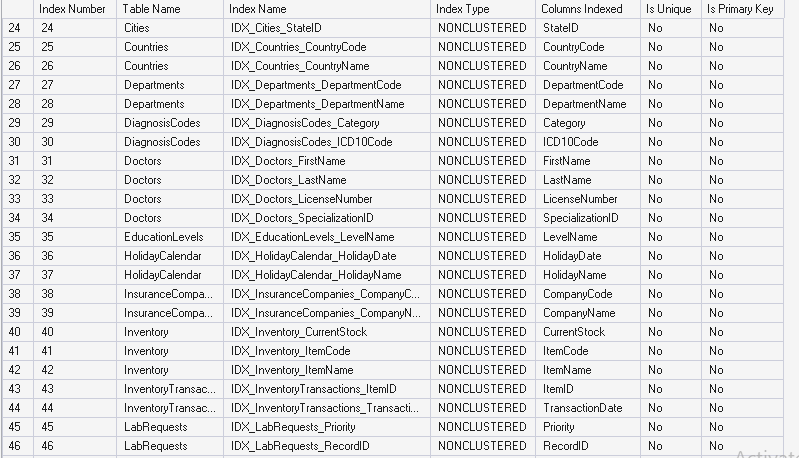 Index Number Table Name Index Name Index Type Columns Indexed Is Unique Is Primary Key
24 24 Cities IDX_Cities_StateID NONCLUSTERED StateID No No
25 25 Countries IDX_Countries_CountryCode NONCLUSTERED CountryCode No No
26 26 Countries IDX_Countries_CountryName NONCLUSTERED CountryName No No
27 27 Departments IDX_Departments_DepartmentCode NONCLUSTERED DepartmentCode No No
28 28 Departments IDX_Departments_DepartmentName NONCLUSTERED DepartmentName No No
29 29 DiagnosisCodes IDX_DiagnosisCodes_Category NONCLUSTERED Category No No
30 30 DiagnosisCodes IDX_DiagnosisCodes_ICD10Code NONCLUSTERED ICD10Code No No
31 31 Doctors IDX_Doctors_FirstName NONCLUSTERED FirstName No No
32 32 Doctors IDX_Doctors_LastName NONCLUSTERED LastName No No
33 33 Doctors IDX_Doctors_LicenseNumber NONCLUSTERED LicenseNumber No No
34 34 Doctors IDX_Doctors_SpecializationID NONCLUSTERED SpecializationID No No
35 35 EducationLevels IDX_EducationLevels_LevelName NONCLUSTERED LevelName No No
36 36 HolidayCalendar IDX_HolidayCalendar_HolidayDate NONCLUSTERED HolidayDate No No
37 37 HolidayCalendar IDX_HolidayCalendar_HolidayName NONCLUSTERED HolidayName No No
38 38 InsuranceCompa... IDX_InsuranceCompanies_CompanyC... NONCLUSTERED CompanyCode No No
39 39 InsuranceCompa... IDX_InsuranceCompanies_CompanyN... NONCLUSTERED CompanyName No No
40 40 Inventory IDX_Inventory_CurrentStock NONCLUSTERED CurrentStock No No
41 41 Inventory IDX_Inventory_ItemCode NONCLUSTERED ItemCode No No
42 42 Inventory IDX_Inventory_ItemName NONCLUSTERED ItemName No No
43 43 InventoryTransac... IDX_InventoryTransactions_ItemID NONCLUSTERED ItemID No No
44 44 InventoryTransac... IDX_InventoryTransactions_Transacti... NONCLUSTERED TransactionDate No No
45 45 LabRequests IDX_LabRequests_Priority NONCLUSTERED Priority No No
46 46 LabRequests IDX_LabRequests_RecordID NONCLUSTERED RecordID No No